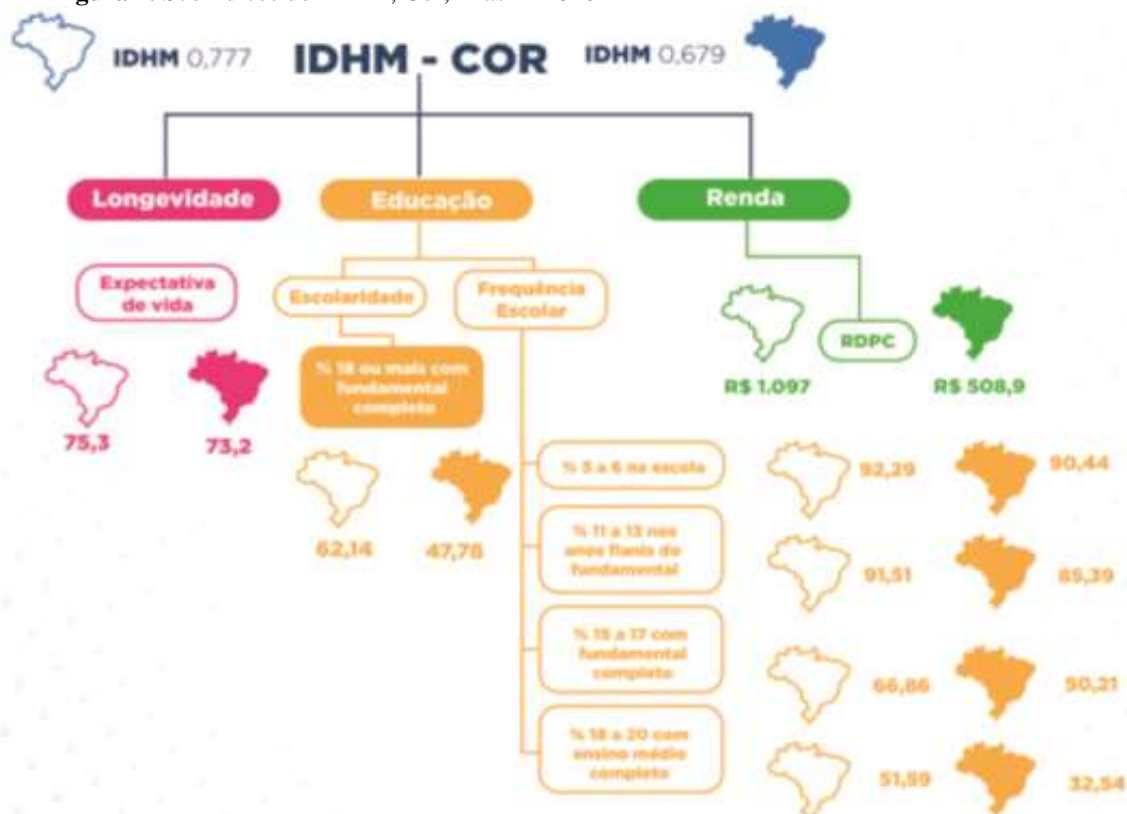 IDHM 0,777
IDHM - COR
IDHM 0,679
Longevidade
Educação
Renda
Expectativa
de vida
Escolaridade
Frequência
Escolar
RDPC
R$ 1.097
R$ 508,9
% 18 ou mais com
fundamental
completo
75,3
73,2
62,14
47,78
% 5 a 6 na escola
92,29
90,44
% 11 a 13 nos
anos fianis do
fundamental
91,51
85,39
% 15 a 17 com
fundamental
completo
66,86
50,21
% 18 a 20 com
ensino médio
completo
51,59
32,54